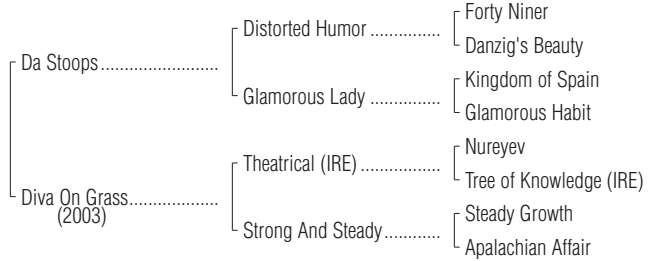 Forty Niner
Distorted Humor ...............
Danzig's Beauty
Da Stoops.........................
Kingdom of Spain
Glamorous Lady ...............
Glamorous Habit
Nureyev
Theatrical (IRE) .................
Tree of Knowledge (IRE)
Diva On Grass...................
(2003)
Steady Growth
Strong And Steady............
Apalachian Affair